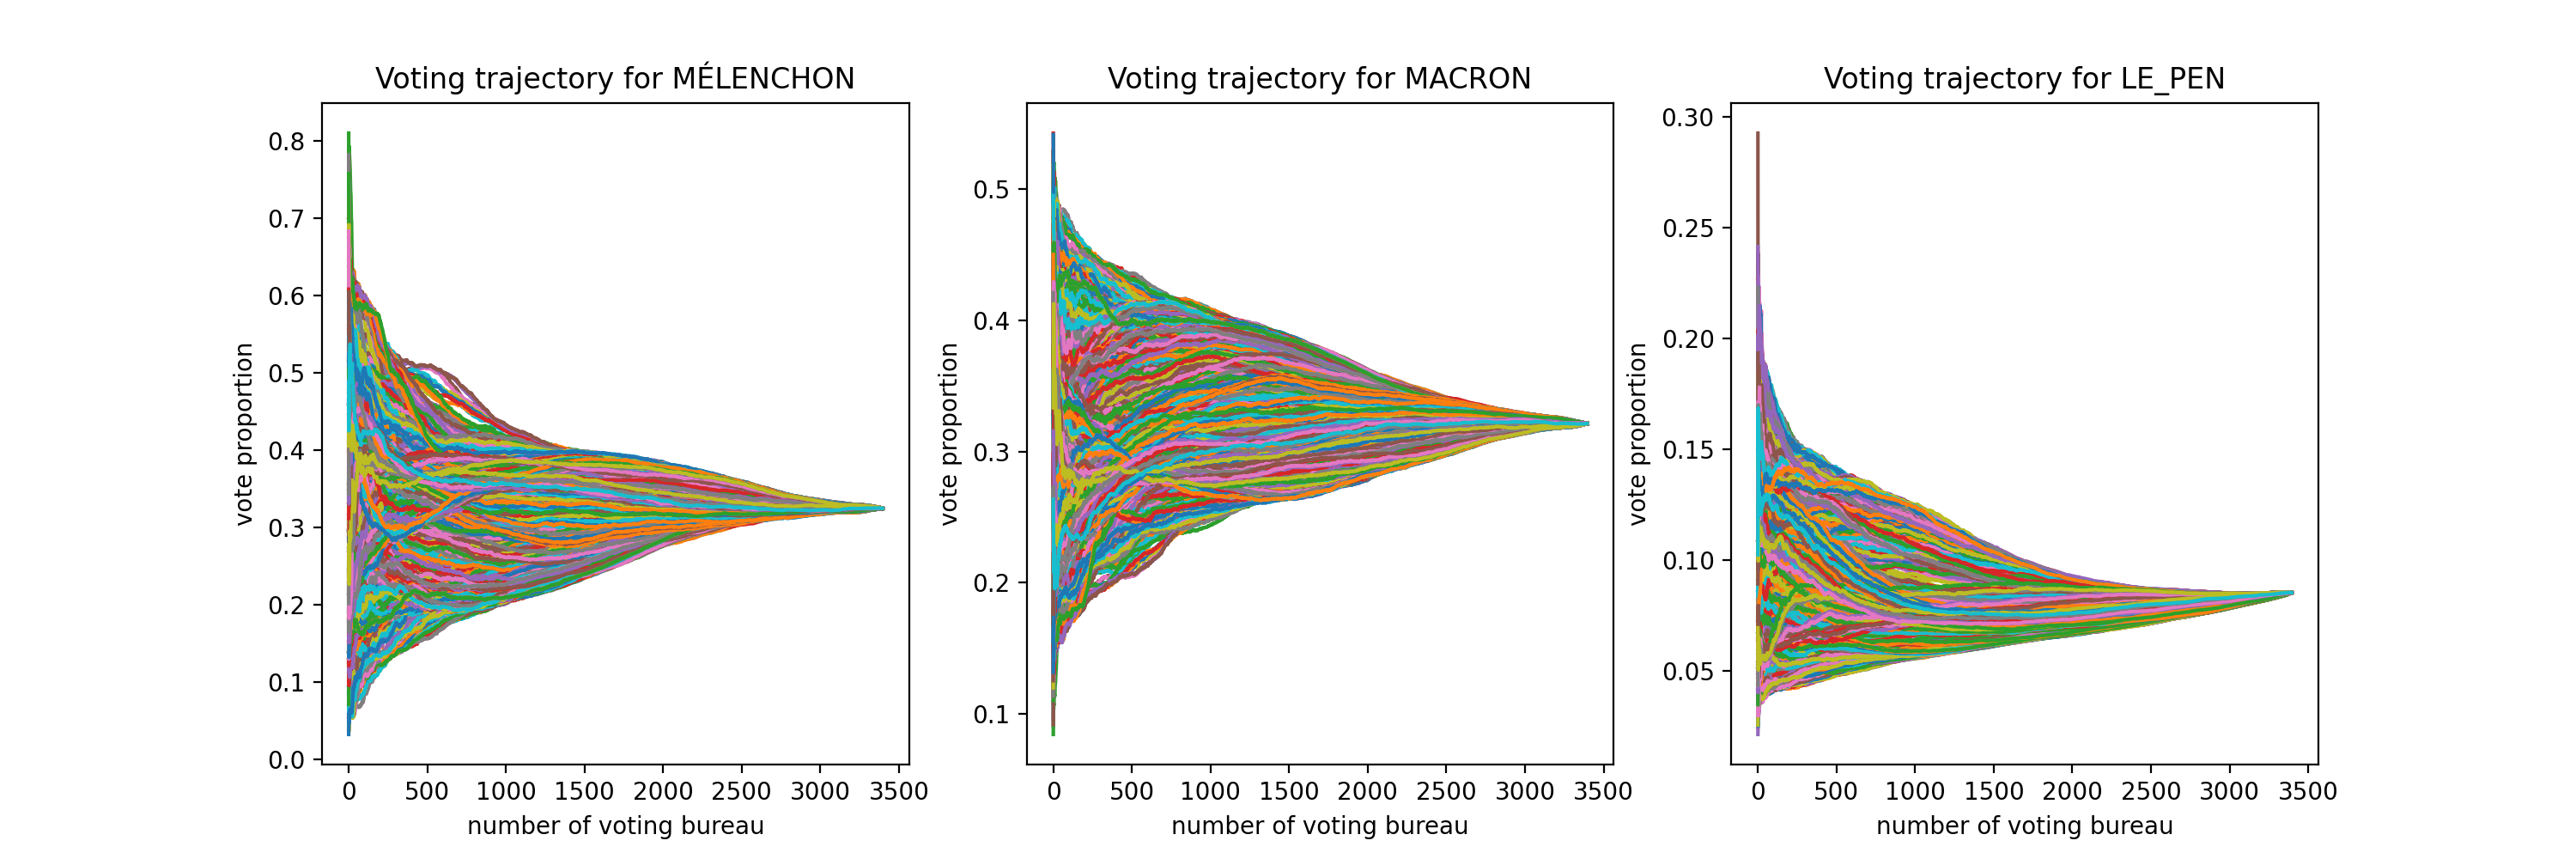 Voting trajectory for MÉLENCHON
vote proportion
0.8
0.7
0.6
0.5
0.4
0.3
0.2
0.1
0.0
0 500 1000 1500 2000 2500 3000 3500
number of voting bureau
Voting trajectory for MACRON
vote proportion
0.5
0.4
0.3
0.2
0.1
0 500 1000 1500 2000 2500 3000 3500
number of voting bureau
Voting trajectory for LE_PEN
vote proportion
0.30
0.25
0.20
0.15
0.10
0.05
0 500 1000 1500 2000 2500 3000 3500
number of voting bureau